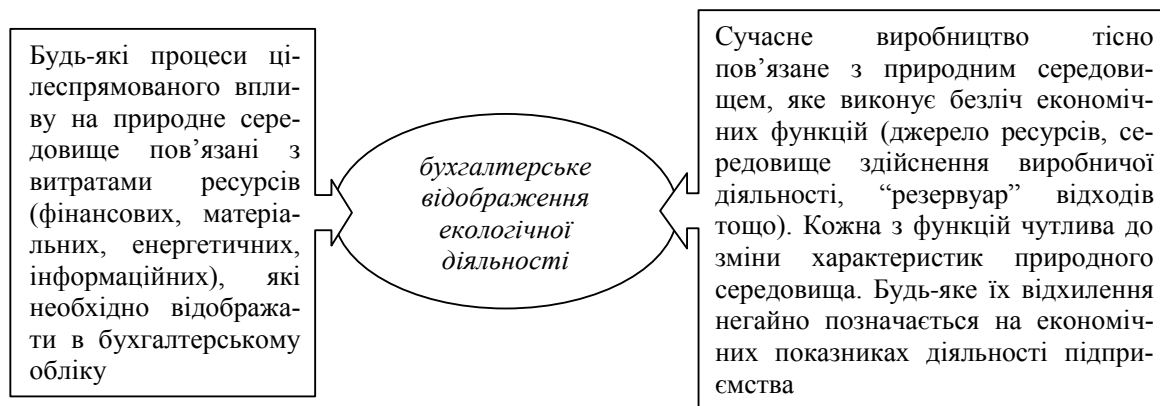 Будь-які процеси ці-
леспрямованого впли-
ву на природне сере-
довище пов’язані з
витратами ресурсів
(фінансових, матеріа-
льних, енергетичних,
інформаційних), які
необхідно відобража-
ти в бухгалтерському
обліку
бухгалтерське
відображення
екологічної
діяльності
Сучасне виробництво тісно
пов’язане з природним середови-
щем, яке виконує безліч економіч-
них функцій (джерело ресурсів, се-
редовище здійснення виробничої
діяльності, “резервуар” відходів
тощо). Кожна з функцій чутлива до
зміни характеристик природного
середовища. Будь-яке їх відхилення
негайно позначається на економіч-
них показниках діяльності підпри-
ємства